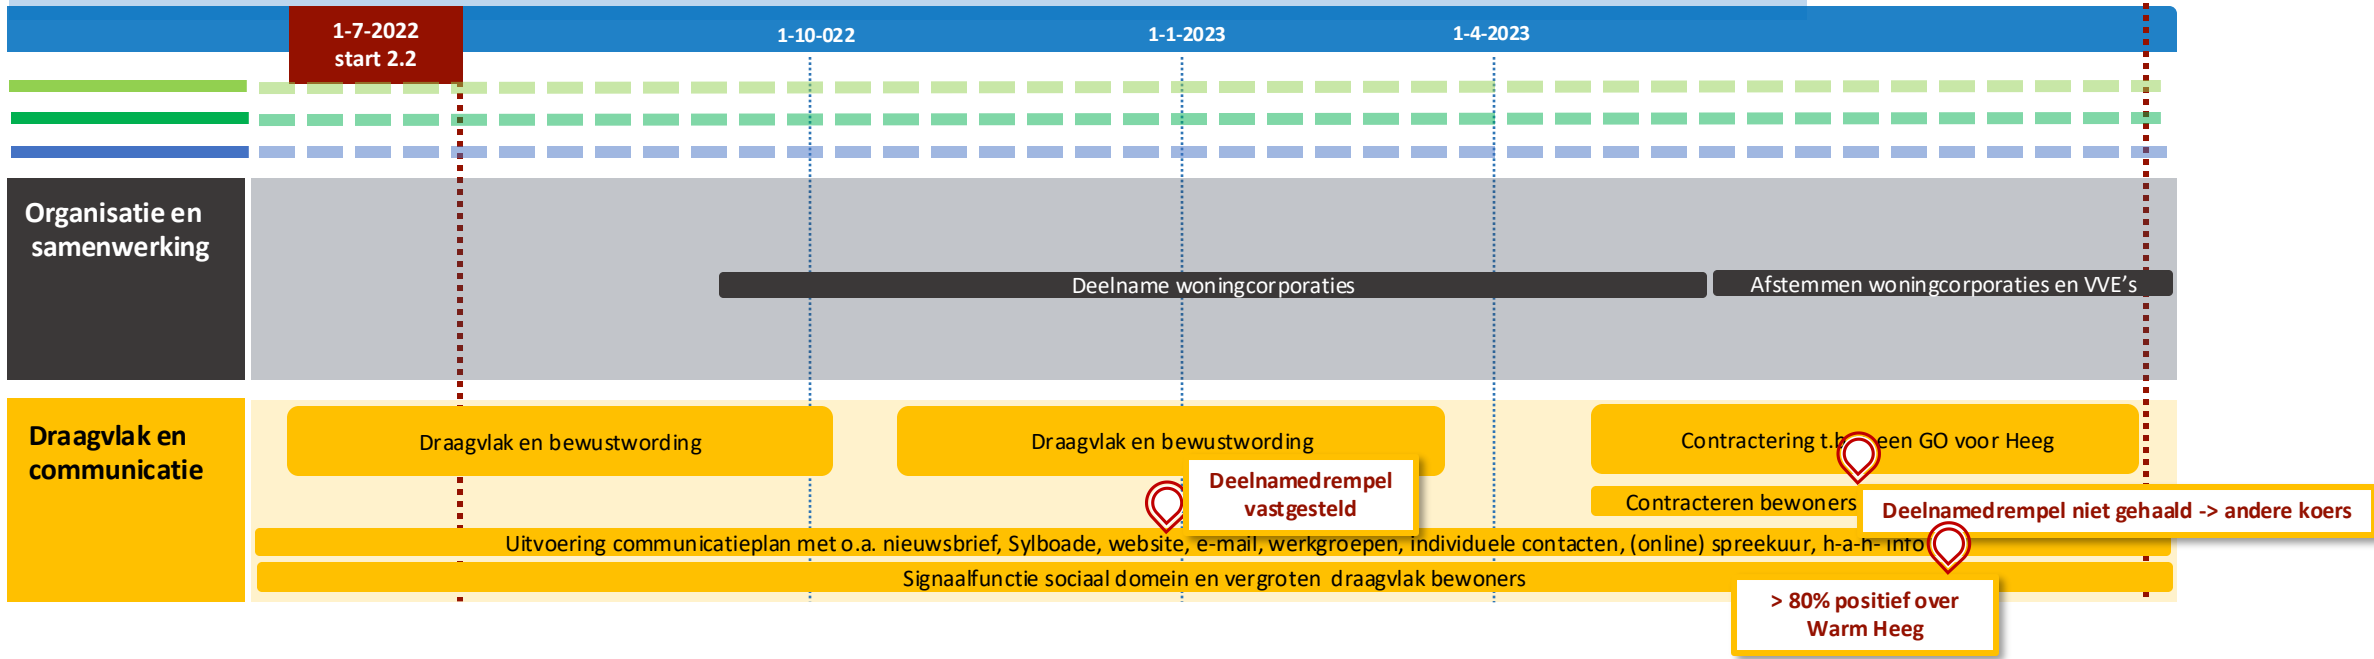 1-7-2022
start 2.2
1-10-022
1-1-2023
1-4-2023
Organisatie en
samenwerking
Deelname woningcorporaties
Afstemmen woningcorporaties en VVE's
Draagvlak en
communicatie
Draagvlak en bewustwording
Draagvlak en bewustwording
Contractering t.b. een GO voor Heeg
Deelnamedrempel
vastgesteld
Contracteren bewoners
Deelnamedrempel niet gehaald -> andere koers
Uitvoering communicatieplan met o.a. nieuwsbrief, Sylboade, website, e-mail, werkgroepen, individuele contacten, (online) spreekuur, h-a-h- info
Signaalfunctie sociaal domein en vergroten draagvlak bewoners
> 80% positief over
Warm Heeg